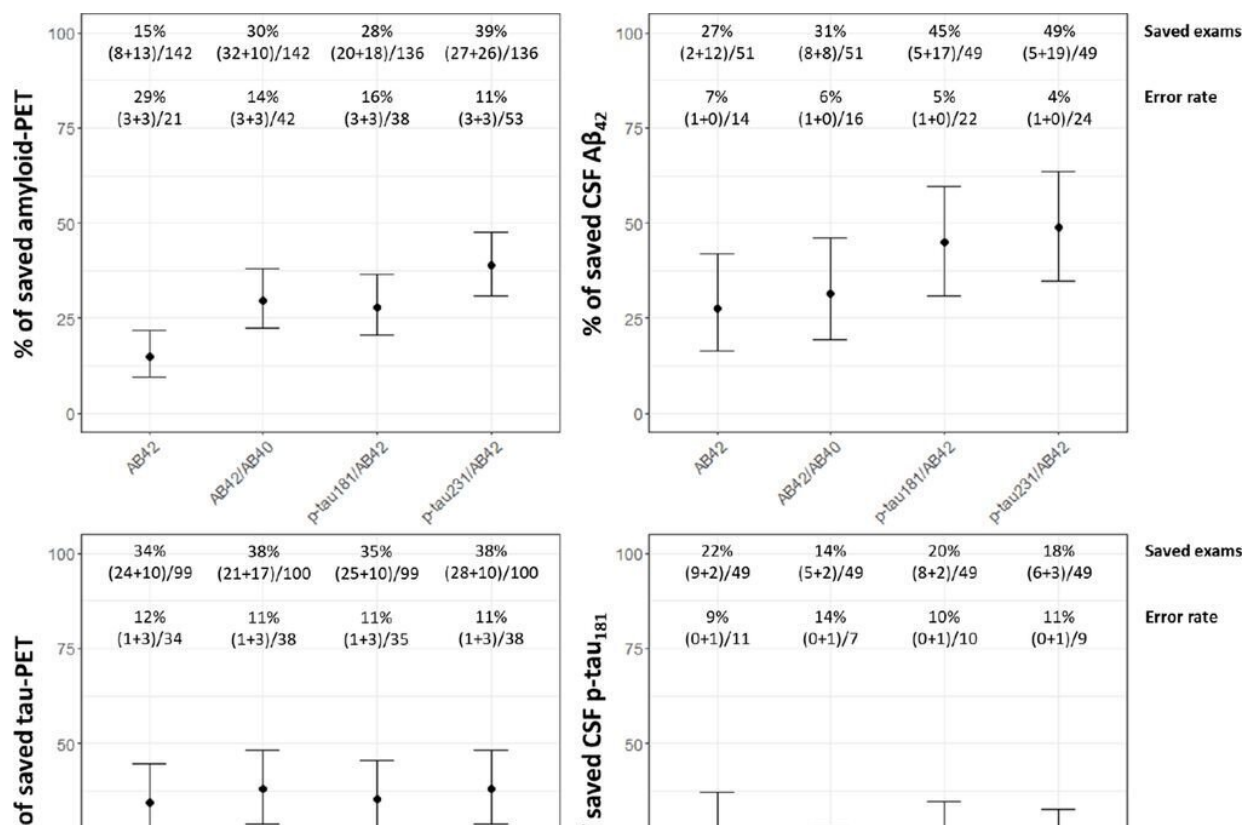 15% 30% 28% 39%
(8+13)/142 (32+10)/142 (20+18)/136 (27+26)/136
29% 14% 16% 11%
(3+3)/21 (3+3)/42 (3+3)/38 (3+3)/53
% of saved amyloid-PET
100
75
50
25
0
AB42
AB42/AB40
p-tau181/AB42
p-tau231/AB42
27% 31% 45% 49%
(2+12)/51 (8+8)/51 (5+17)/49 (5+19)/49
7% 6% 5% 4%
(1+0)/14 (1+0)/16 (1+0)/22 (1+0)/24
Saved exams
Error rate
% of saved CSF Aβ42
100
75
50
25
0
AB42
AB42/AB40
p-tau181/AB42
p-tau231/AB42
34% 38% 35% 38%
(24+10)/99 (21+17)/100 (25+10)/99 (28+10)/100
12% 11% 11% 11%
(1+3)/34 (1+3)/38 (1+3)/35 (1+3)/38
of saved tau-PET
100
75
50
22% 14% 20% 18%
(9+2)/49 (5+2)/49 (8+2)/49 (6+3)/49
9% 14% 10% 11%
(0+1)/11 (0+1)/7 (0+1)/10 (0+1)/9
Saved exams
Error rate
saved CSF p-tau181
100
75
50